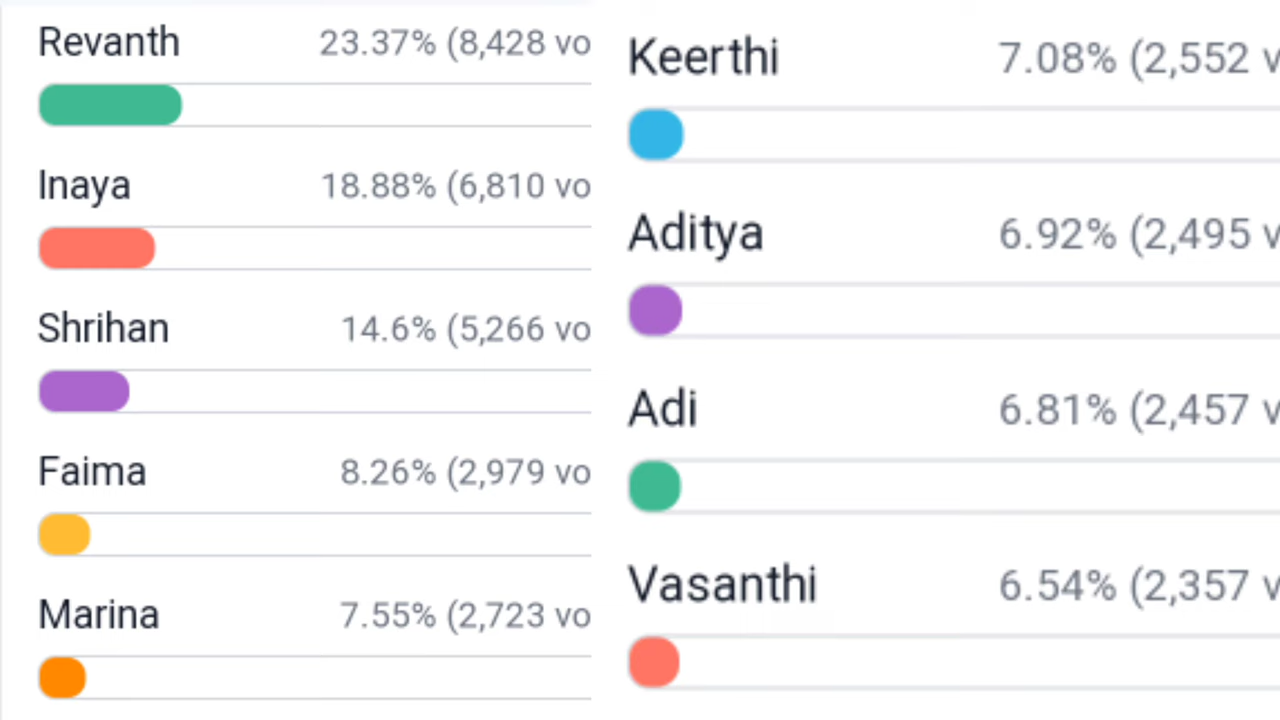 Revanth 23.37% (8,428 vo
Inaya 18.88% (6,810 vo
Shrihan 14.6% (5,266 vo
Faima 8.26% (2,979 vo
Marina 7.55% (2,723 vo
Keerthi 7.08% (2,552 v
Aditya 6.92% (2,495 v
Adi 6.81% (2,457 v
Vasanthi 6.54% (2,357 v